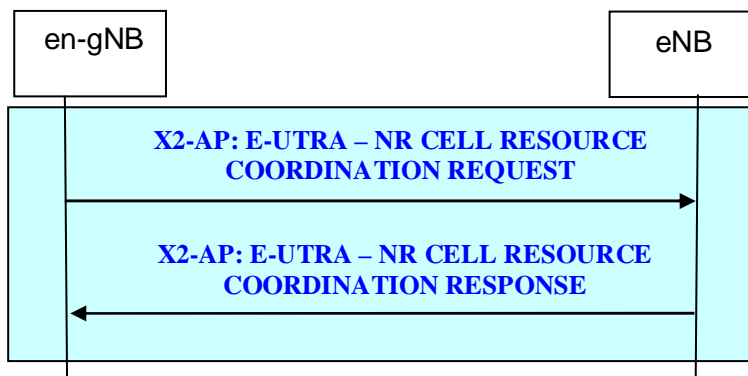 en-gNB
eNB
X2-AP: E-UTRA – NR CELL RESOURCE
COORDINATION REQUEST
X2-AP: E-UTRA – NR CELL RESOURCE
COORDINATION RESPONSE